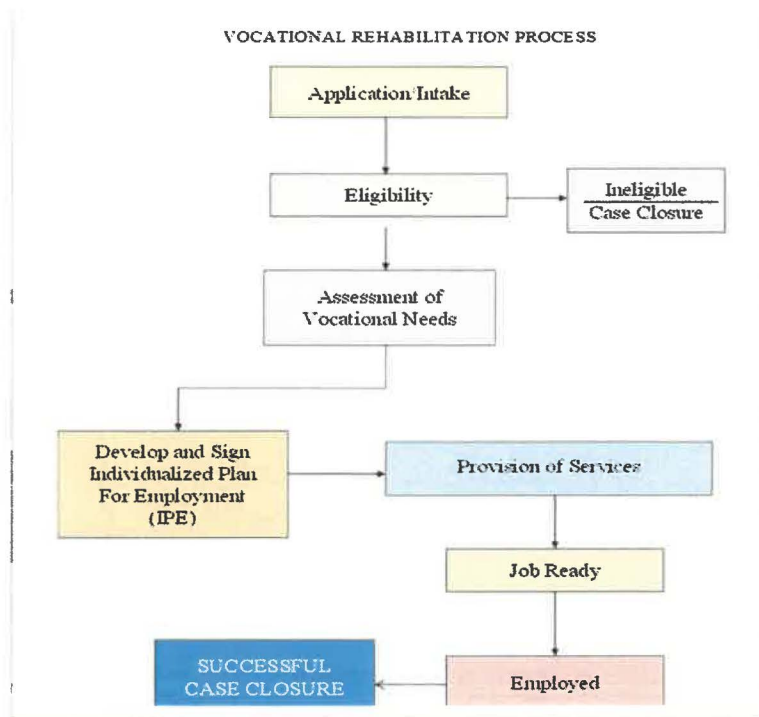 VOCATIONAL REHABILITATION PROCESS
Application/Intake
Eligibility
Ineligible
Case Closure
Assessment of
Vocational Needs
Develop and Sign
Individualized Plan
For Employment
(IPE)
Provision of Services
Job Ready
Employed
SUCCESSFUL
CASE CLOSURE